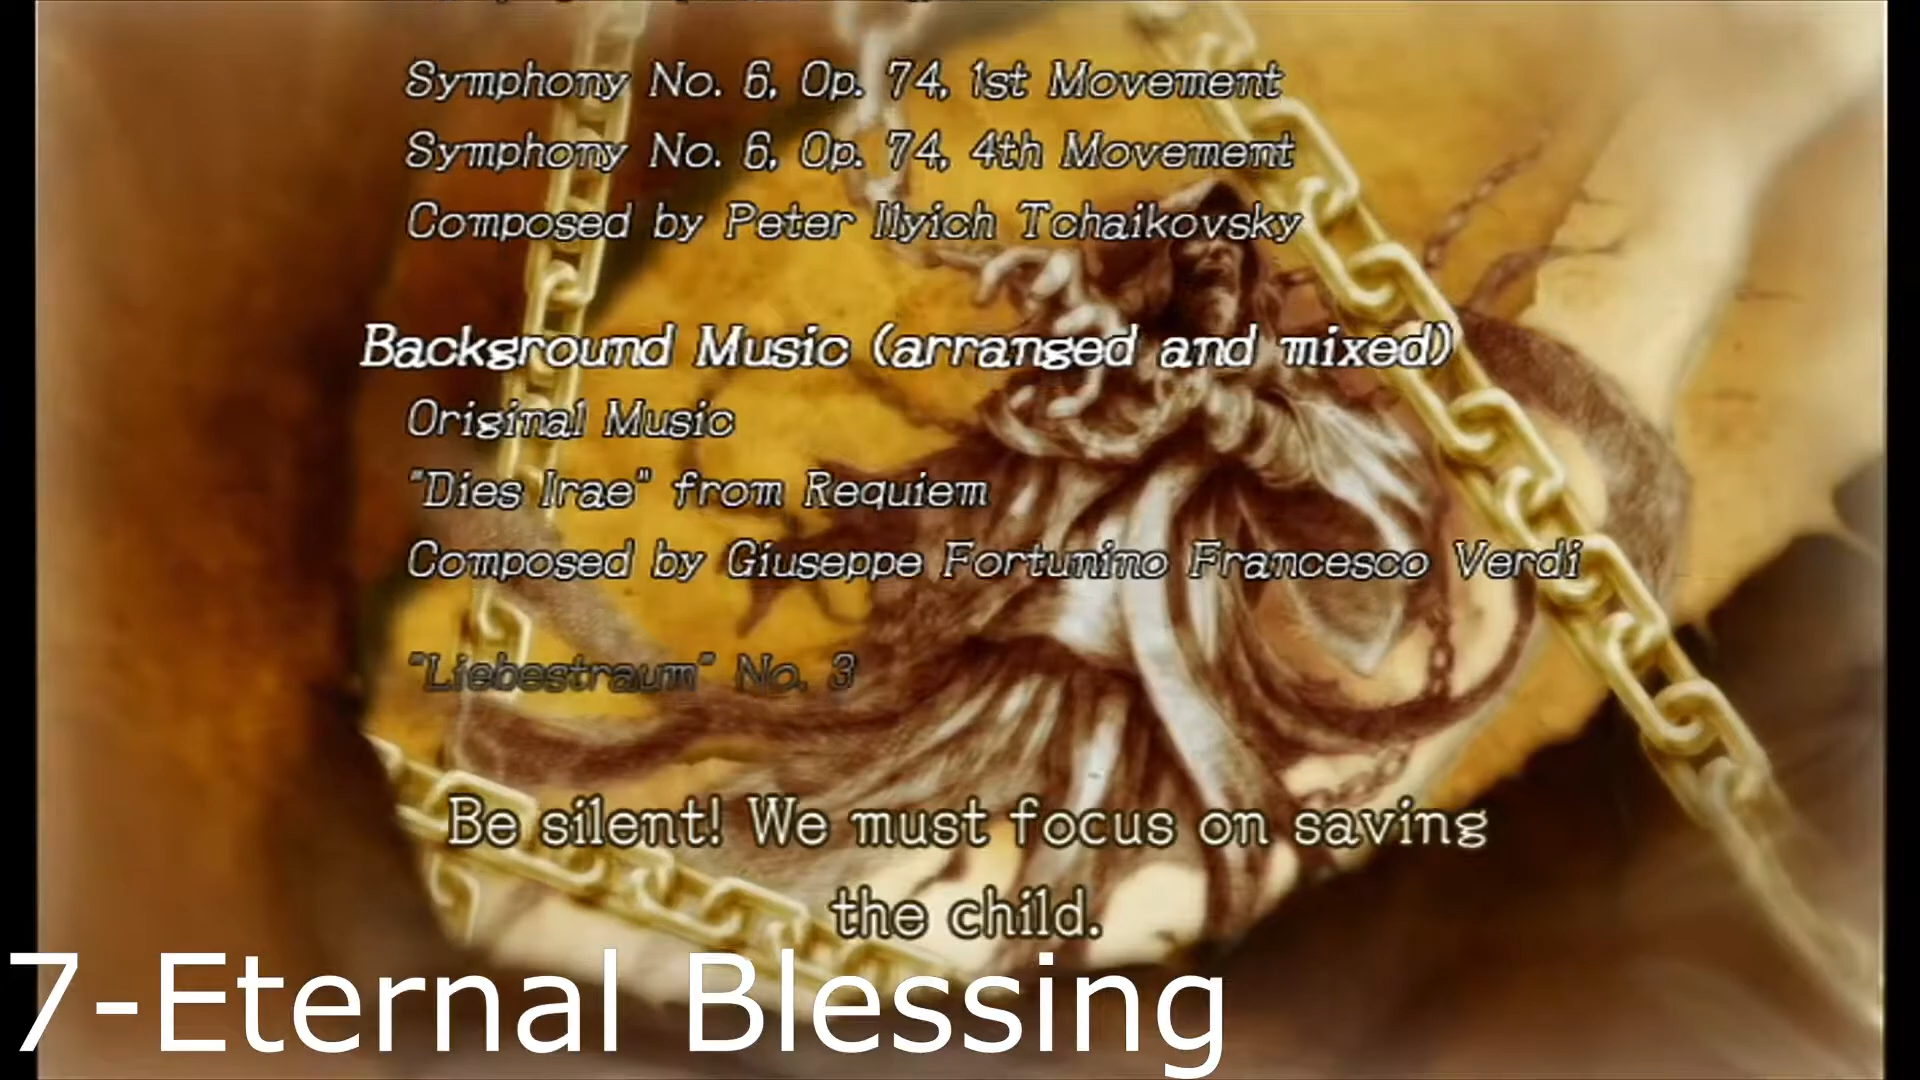 Symphony No. 6, Op. 74, 1st Movement
Symphony No. 6, Op. 74, 4th Movement
Composed by Peter Ilyich Tchaikovsky
Background Music (arranged and mixed)
Original Music
"Dies Irae" from Requiem
Composed by Giuseppe Fortunino Francesco Verdi
"Liebestraum" No. 3
Be silent! We must focus on saving
the child.
7-Eternal Blessing